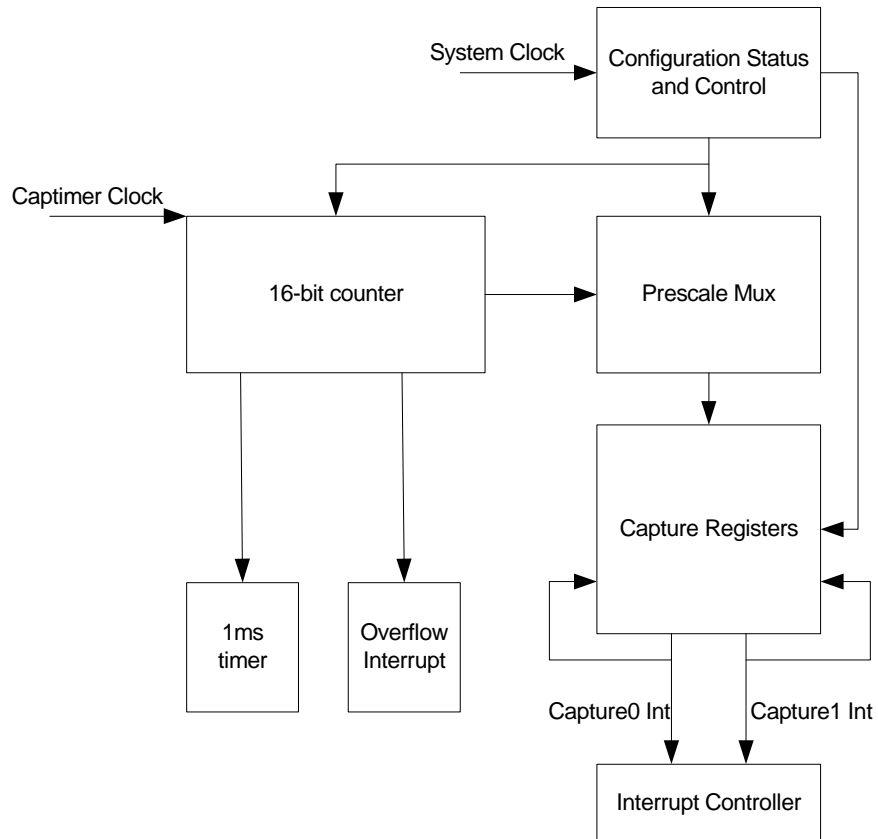 System Clock
Configuration Status
and Control
Captimer Clock
16-bit counter
Prescale Mux
Capture Registers
1ms
timer
Overflow
Interrupt
Capture0 Int
Capture1 Int
Interrupt Controller